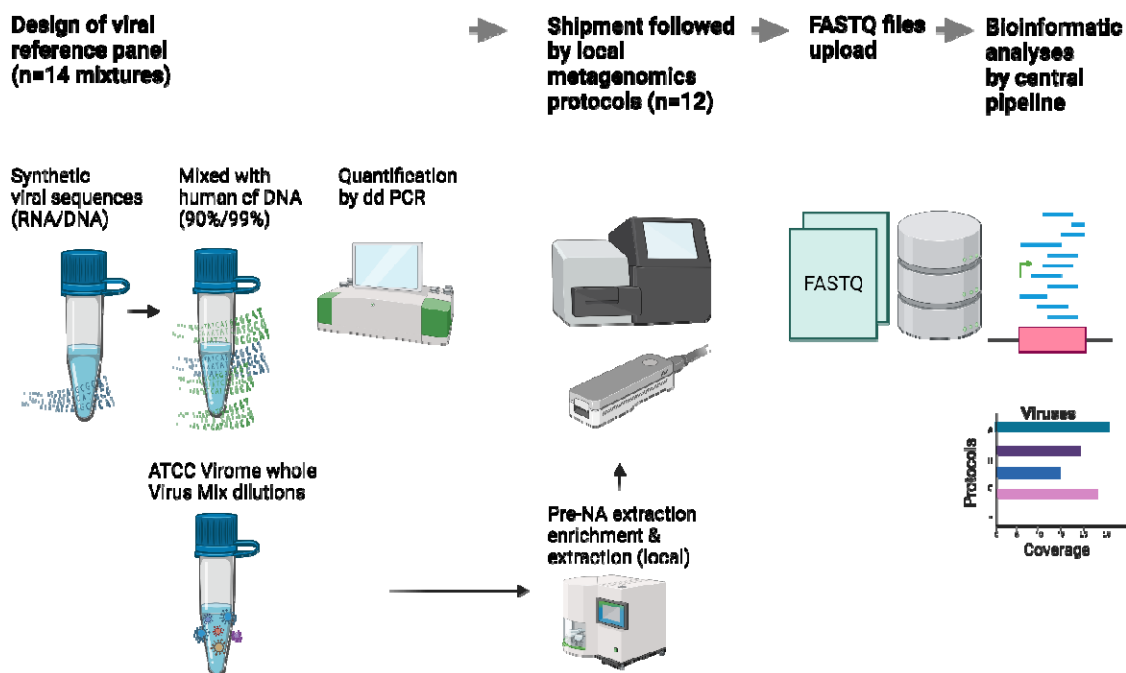 Design of viral
reference panel
(n=14 mixtures)
Shipment followed
by local
metagenomics
protocols (n=12)
FASTQ files
upload
Bioinformatic
analyses
by central
pipeline
Synthetic
viral sequences
(RNA/DNA)
Mixed with
human cf DNA
(90%/99%)
Quantification
by dd PCR
FASTQ
ATCC Virome whole
Virus Mix dilutions
Pre-NA extraction
enrichment &
extraction (local)
Viruses
Protocols
Coverage